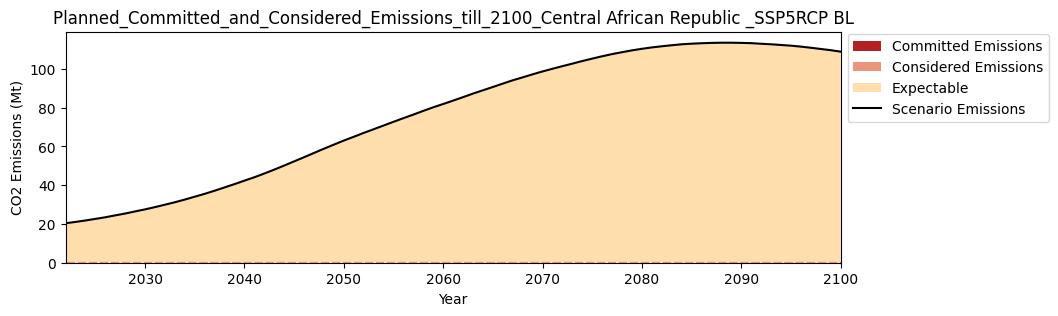 Planned_Committed_and_Considered_Emissions_till_2100_Central African Republic _SSP5RCP BL
Committed Emissions
Considered Emissions
Expectable
Scenario Emissions
CO2 Emissions (Mt)
100
80
60
40
20
0
2030 2040 2050 2060 2070 2080 2090 2100
Year